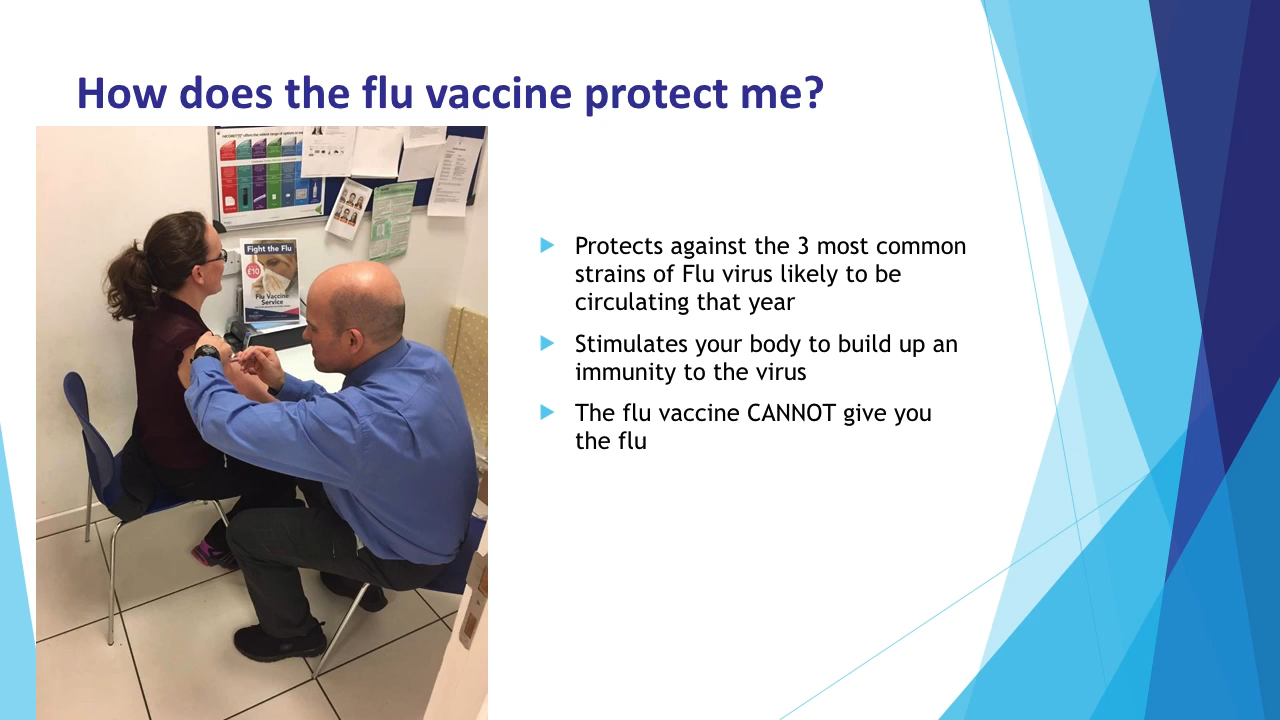 How does the flu vaccine protect me?
Fight the Flu
£10
Flu Vaccine
Service
Protects against the 3 most common
strains of Flu virus likely to be
circulating that year
Stimulates your body to build up an
immunity to the virus
The flu vaccine CANNOT give you
the flu